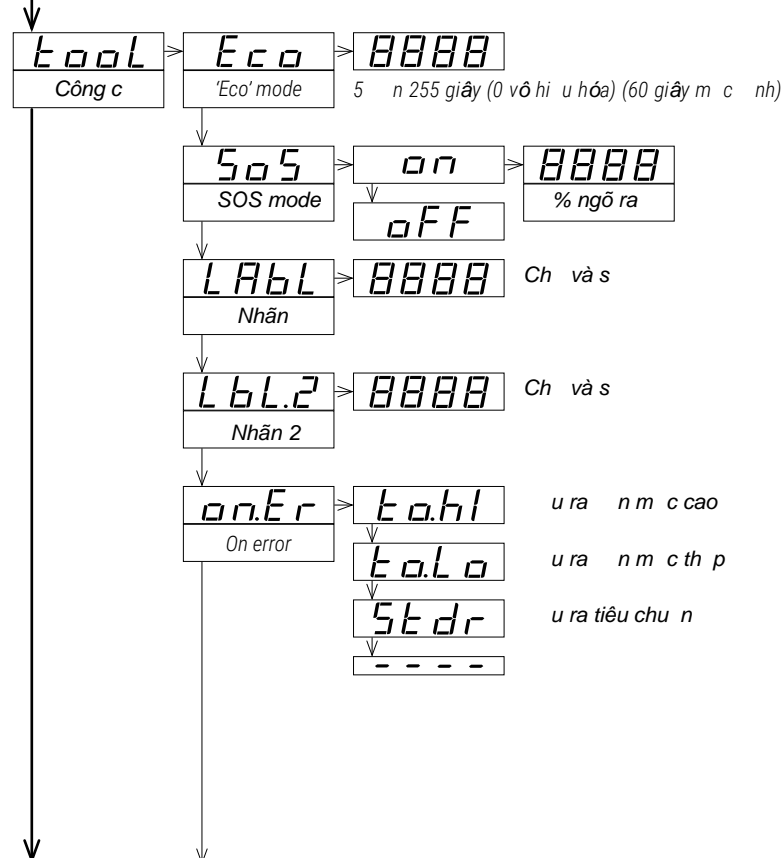 tooL Eco 8888
Công c 'Eco' mode 5 n 255 giây (0 vô hi u hóa) (60 giây m c nh)
SoS on 8888
SOS mode % ngõ ra
oFF
LAbL 8888 Ch và s
Nhãn
LbL.2 8888 Ch và s
Nhãn 2
on.Er to.hI u ra n m c cao
On error
to.Lo u ra n m c th p
Stdr u ra tiêu chu n
----